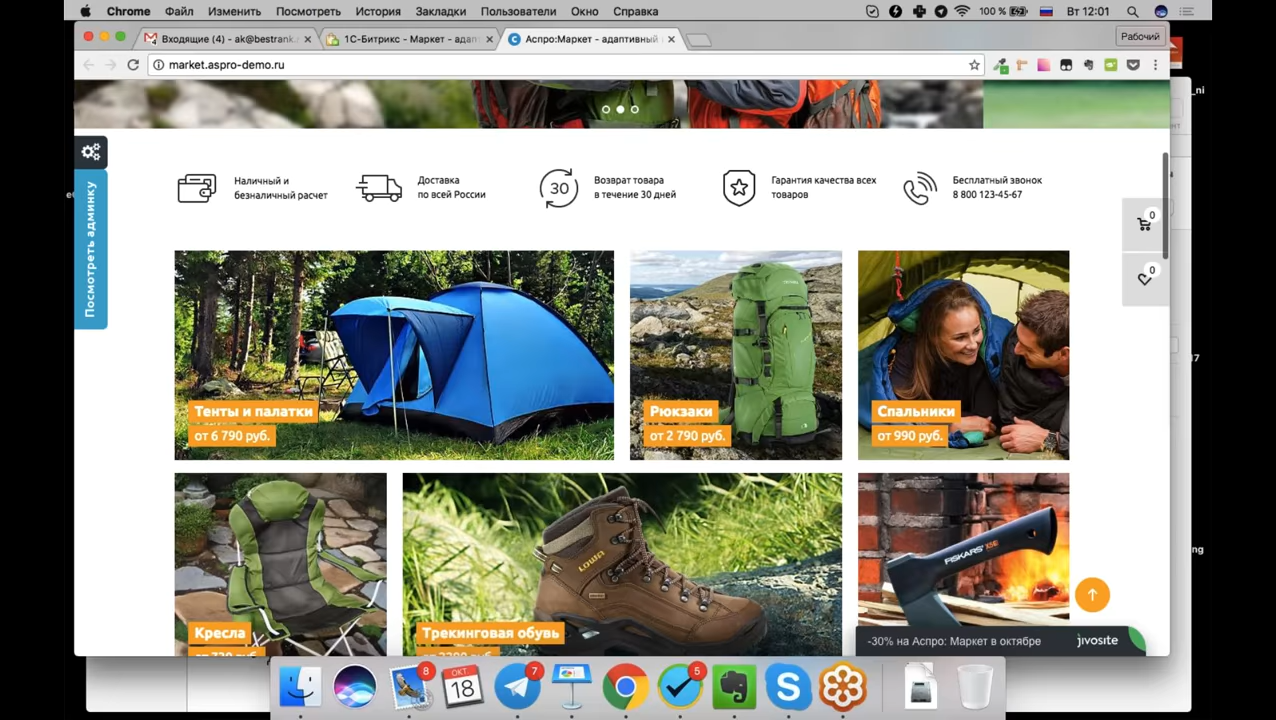 Chrome Файл Изменить Посмотреть История Закладки Пользователи Окно Справка 100 % Вт 12:01
Входящие (4) - ak@bestrank. 1С-Битрикс - Маркет - адап Аспро:Маркет - адаптивный Рабочий
market.aspro-demo.ru
Посмотреть админку
Наличный и
безналичный расчет
Доставка
по всей России
30
Возврат товара
в течение 30 дней
Гарантия качества всех
товаров
Бесплатный звонок
8 800 123-45-67
0
0
Тенты и палатки
от 6 790 руб.
Рюкзаки
от 2 790 руб.
Спальники
от 990 руб.
LOWA
FISKARS X5
Кресла
Трекинговая обувь
-30% на Аспро: Маркет в октябре
jivosite
8
ОКТ.
18
7
5
S